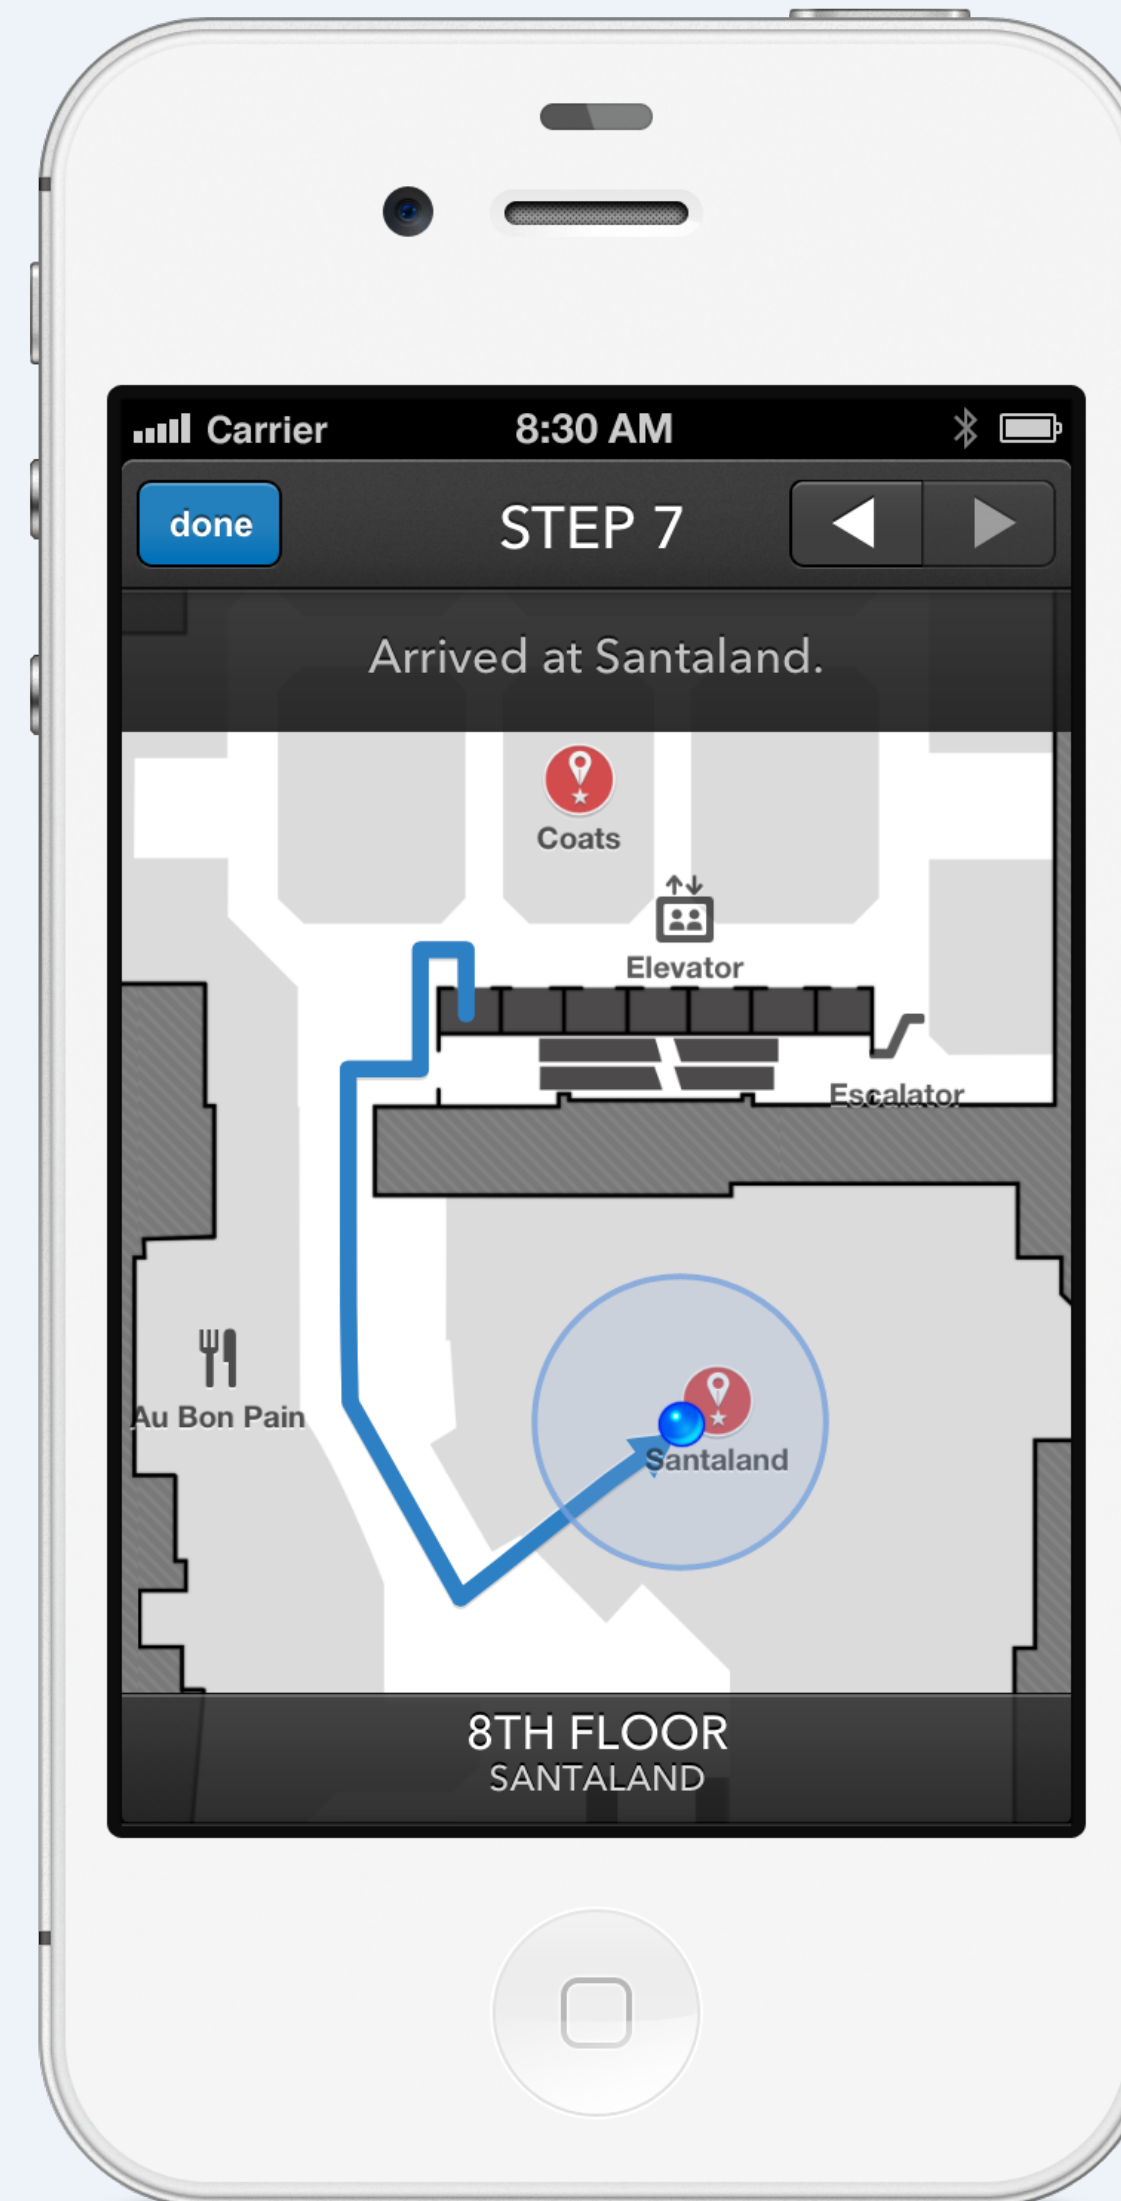 Carrier 8:30 AM
done STEP 7
Arrived at Santaland.
Coats
Elevator
Escalator
Au Bon Pain
Santaland
8TH FLOOR
SANTALAND